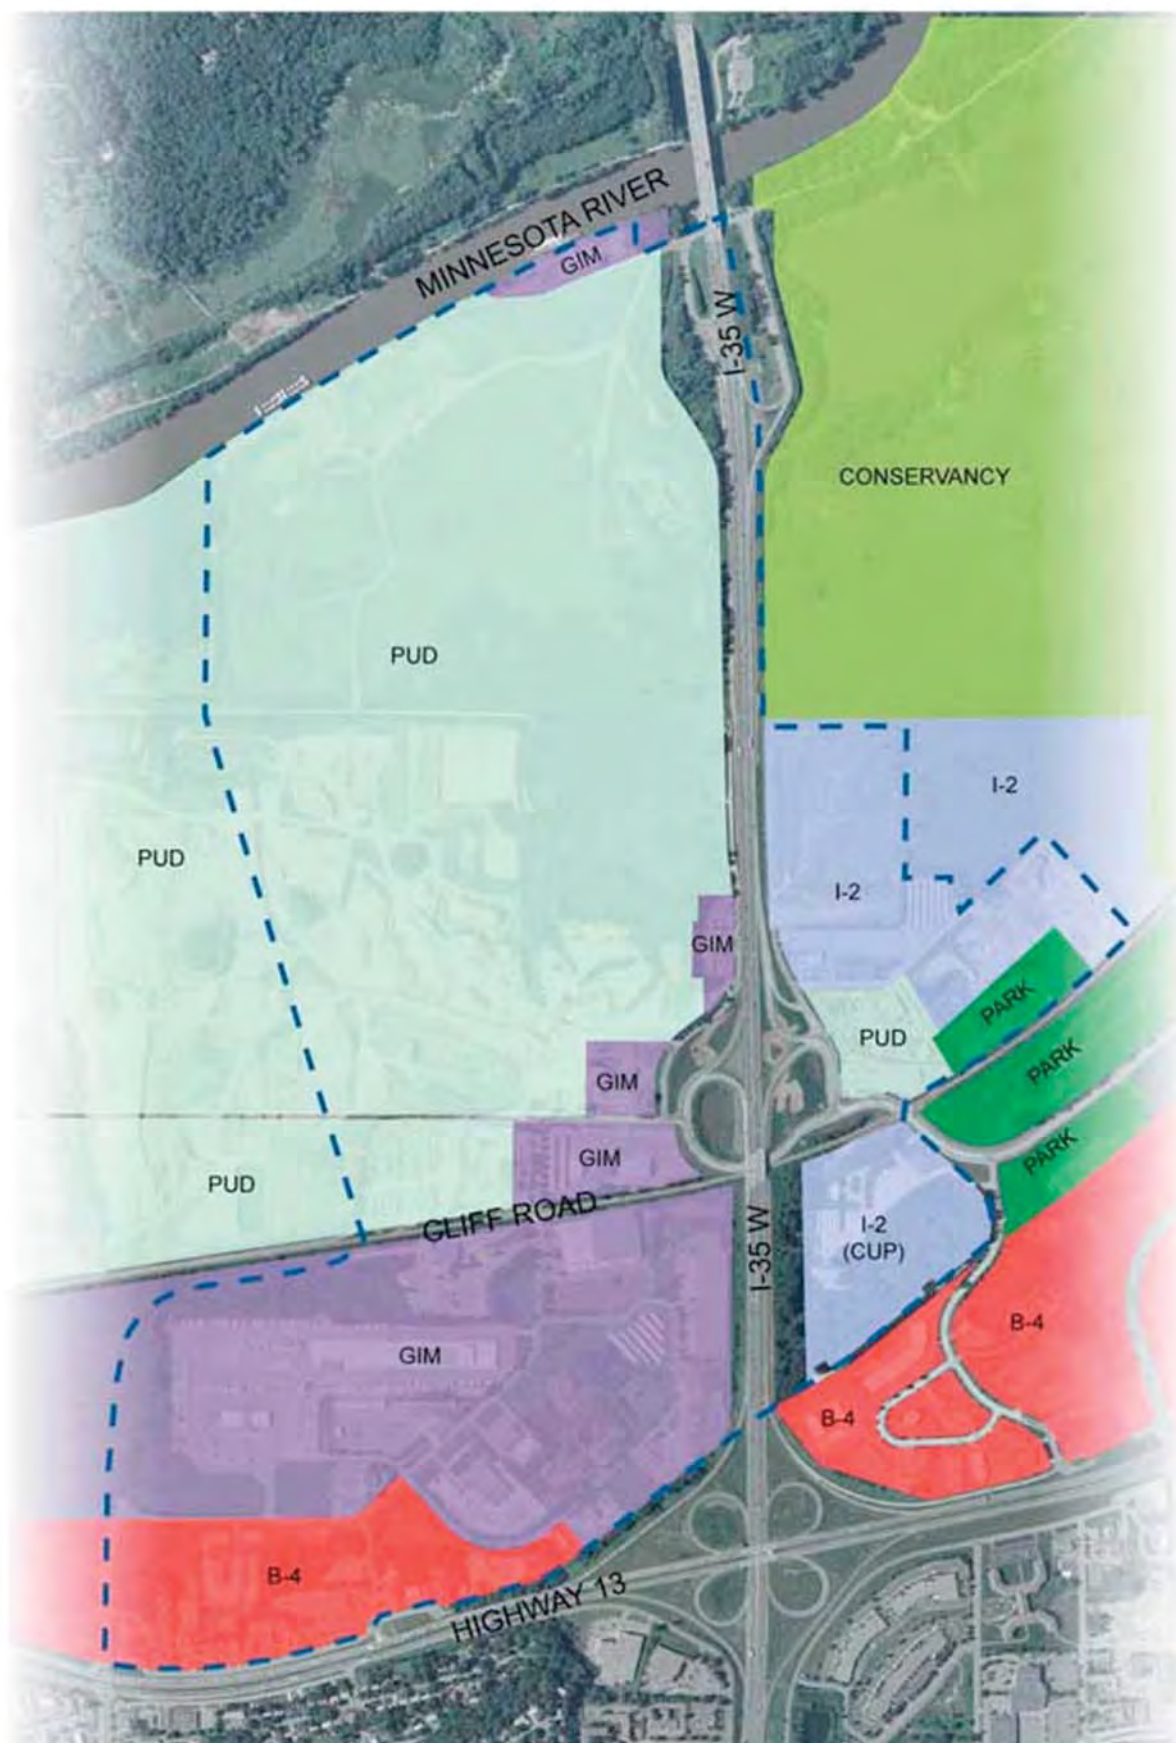 MINNESOTA RIVER
GIM
I-35 W
CONSERVANCY
PUD
I-2
PUD
I-2
GIM
PARK
PUD
PARK
GIM
PARK
GIM
PUD
CLIFF ROAD
I-2
(CUP)
I-35 W
B-4
GIM
B-4
B-4
HIGHWAY 13